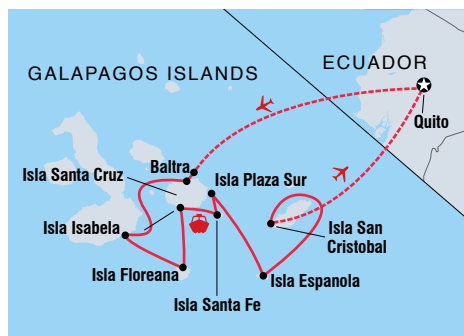 GALAPAGOS ISLANDS
ECUADOR
Quito
Baltra
Isla Santa Cruz
Isla Plaza Sur
Isla Isabela
Isla San
Cristobal
Isla Floreana
Isla Espanola
Isla Santa Fe